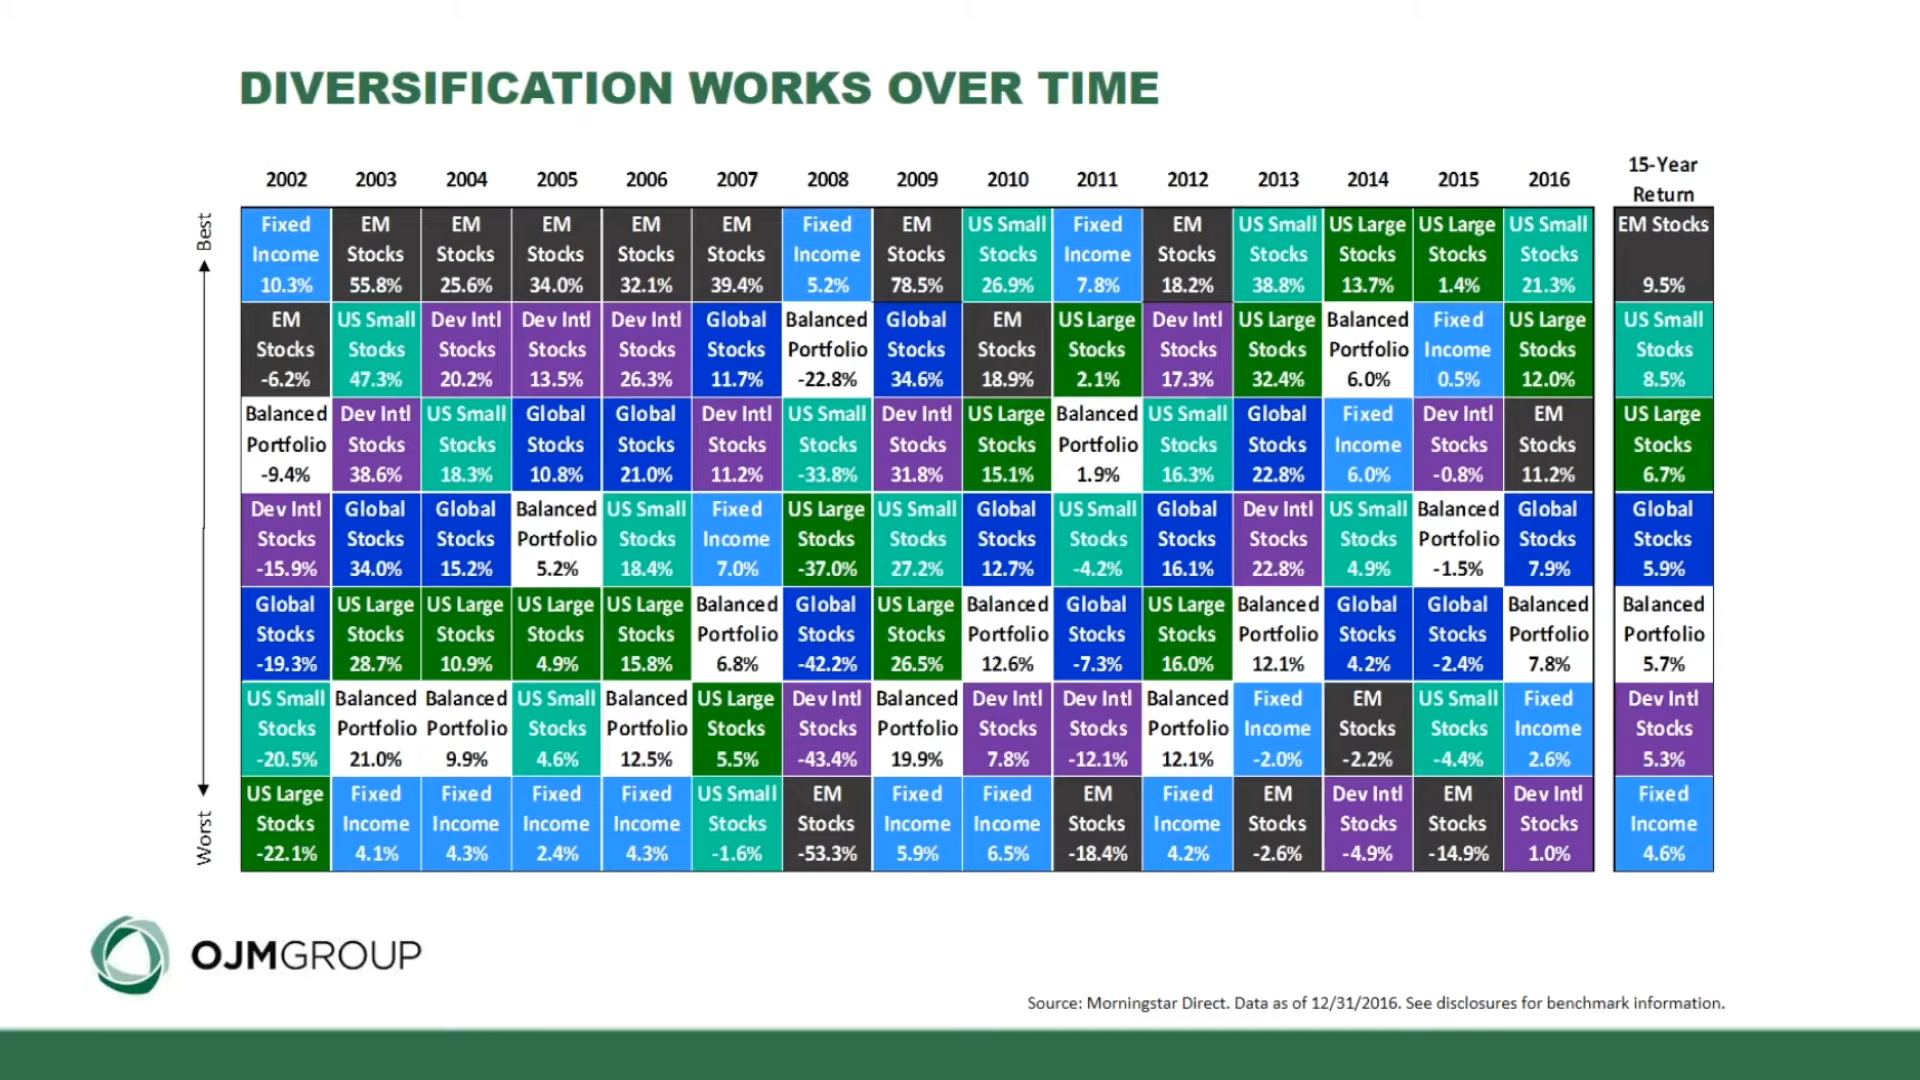 DIVERSIFICATION WORKS OVER TIME
15-Year
2002 2003 2004 2005 2006 2007 2008 2009 2010 2011 2012 2013 2014 2015 2016
Return
Best
Fixed EM EM EM EM EM Fixed EM US Small Fixed EM US Small US Large US Large US Small EM Stocks
Income Stocks Stocks Stocks Stocks Stocks Income Stocks Stocks Income Stocks Stocks Stocks Stocks Stocks
10.3% 55.8% 25.6% 34.0% 32.1% 39.4% 5.2% 78.5% 26.9% 7.8% 18.2% 38.8% 13.7% 1.4% 21.3% 9.5%
EM US Small Dev Intl Dev Intl Dev Intl Global Balanced Global EM US Large Dev Intl US Large Balanced Fixed US Large US Small
Stocks Stocks Stocks Stocks Stocks Stocks Portfolio Stocks Stocks Stocks Stocks Stocks Portfolio Income Stocks Stocks
-6.2% 47.3% 20.2% 13.5% 26.3% 11.7% -22.8% 34.6% 18.9% 2.1% 17.3% 32.4% 6.0% 0.5% 12.0% 8.5%
Balanced Dev Intl US Small Global Global Dev Intl US Small Dev Intl US Large Balanced US Small Global Fixed Dev Intl EM US Large
Portfolio Stocks Stocks Stocks Stocks Stocks Stocks Stocks Stocks Portfolio Stocks Stocks Income Stocks Stocks Stocks
-9.4% 38.6% 18.3% 10.8% 21.0% 11.2% -33.8% 31.8% 15.1% 1.9% 16.3% 22.8% 6.0% -0.8% 11.2% 6.7%
Dev Intl Global Global Balanced US Small Fixed US Large US Small Global US Small Global Dev Intl US Small Balanced Global Global
Stocks Stocks Stocks Portfolio Stocks Income Stocks Stocks Stocks Stocks Stocks Stocks Stocks Portfolio Stocks Stocks
-15.9% 34.0% 15.2% 5.2% 18.4% 7.0% -37.0% 27.2% 12.7% -4.2% 16.1% 22.8% 4.9% -1.5% 7.9% 5.9%
Global US Large US Large US Large US Large Balanced Global US Large Balanced Global US Large Balanced Global Global Balanced Balanced
Stocks Stocks Stocks Stocks Stocks Portfolio Stocks Stocks Portfolio Stocks Stocks Portfolio Stocks Stocks Portfolio Portfolio
-19.3% 28.7% 10.9% 4.9% 15.8% 6.8% -42.2% 26.5% 12.6% -7.3% 16.0% 12.1% 4.2% -2.4% 7.8% 5.7%
US Small Balanced Balanced US Small Balanced US Large Dev Intl Balanced Dev Intl Dev Intl Balanced Fixed EM US Small Fixed Dev Intl
Stocks Portfolio Portfolio Stocks Portfolio Stocks Stocks Portfolio Stocks Stocks Portfolio Income Stocks Stocks Income Stocks
-20.5% 21.0% 9.9% 4.6% 12.5% 5.5% -43.4% 19.9% 7.8% -12.1% 12.1% -2.0% -2.2% -4.4% 2.6% 5.3%
US Large Fixed Fixed Fixed Fixed US Small EM Fixed Fixed EM Fixed EM Dev Intl EM Dev Intl Fixed
Stocks Income Income Income Income Stocks Stocks Income Income Stocks Income Stocks Stocks Stocks Stocks Income
-22.1% 4.1% 4.3% 2.4% 4.3% -1.6% -53.3% 5.9% 6.5% -18.4% 4.2% -2.6% -4.9% -14.9% 1.0% 4.6%
Worst
OJMGROUP
Source: Morningstar Direct. Data as of 12/31/2016. See disclosures for benchmark information.